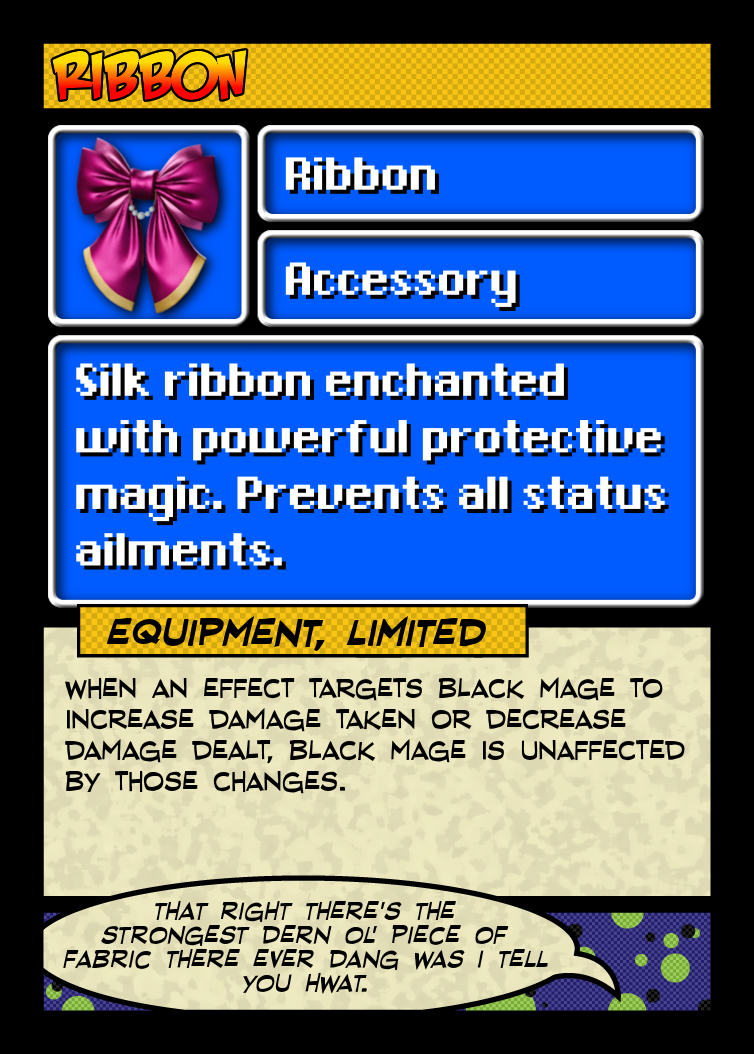 RIBBON
Ribbon
Accessory
Silk ribbon enchanted
with powerful protective
magic. Prevents all status
ailments.
EQUIPMENT, LIMITED
WHEN AN EFFECT TARGETS BLACK MAGE TO
INCREASE DAMAGE TAKEN OR DECREASE
DAMAGE DEALT, BLACK MAGE IS UNAFFECTED
BY THOSE CHANGES.
THAT RIGHT THERE'S THE
STRONGEST DERN OL' PIECE OF
FABRIC THERE EVER DANG WAS I TELL
YOU HWAT.